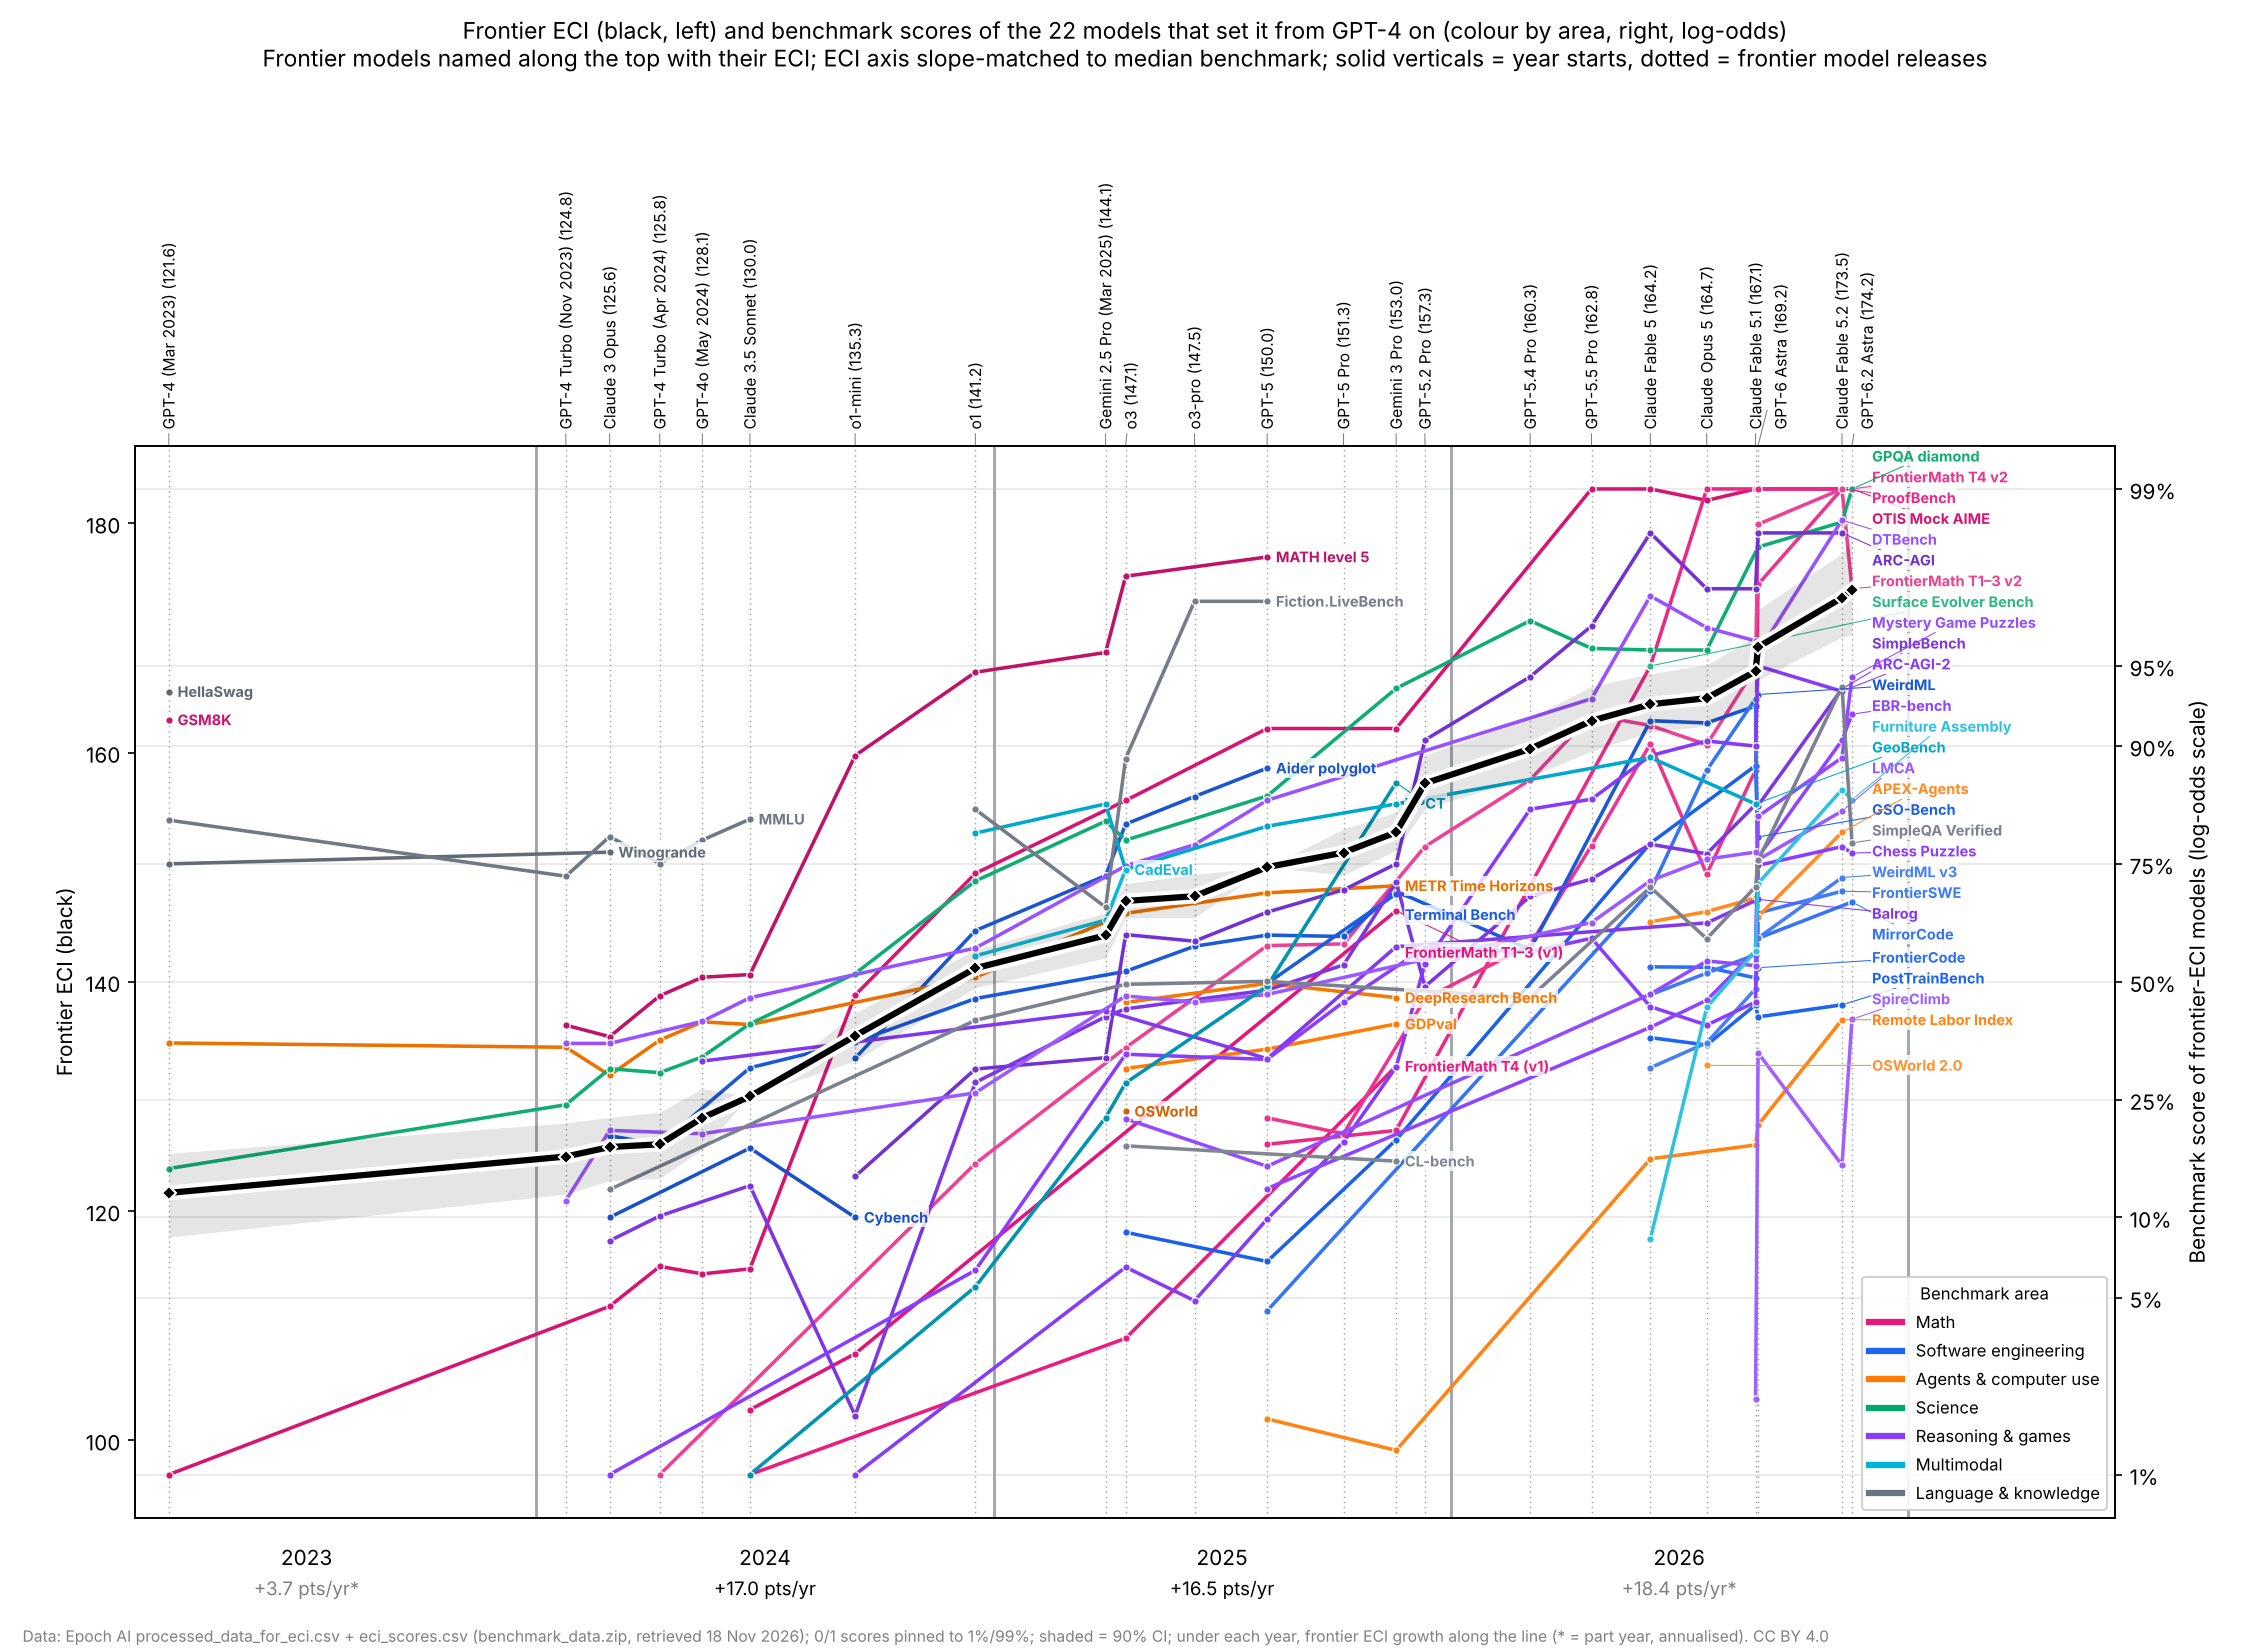 Frontier ECI (black, left) and benchmark scores of the 22 models that set it from GPT-4 on (colour by area, right, log-odds)
Frontier models named along the top with their ECI; ECI axis slope-matched to median benchmark; solid verticals = year starts, dotted = frontier model releases
GPT-4 (Mar 2023) (121.6)
GPT-4 Turbo (Nov 2023) (124.8)
Claude 3 Opus (125.6)
GPT-4 Turbo (Apr 2024) (125.8)
GPT-4o (May 2024) (128.1)
Claude 3.5 Sonnet (130.0)
o1-mini (135.3)
o1 (141.2)
Gemini 2.5 Pro (Mar 2025) (144.1)
o3 (147.1)
o3-pro (147.5)
GPT-5 (150.0)
GPT-5 Pro (151.3)
Gemini 3 Pro (153.0)
GPT-5.2 Pro (157.3)
GPT-5.4 Pro (160.3)
GPT-5.5 Pro (162.8)
Claude Fable 5 (164.2)
Claude Opus 5 (164.7)
Claude Fable 5.1 (167.1)
GPT-6 Astra (169.2)
Claude Fable 5.2 (173.5)
GPT-6.2 Astra (174.2)
Frontier ECI (black)
180
160
140
120
100
HellaSwag
GSM8K
MMLU
Winogrande
Cybench
MATH level 5
Fiction.LiveBench
Aider polyglot
PCT
CadEval
METR Time Horizons
Terminal Bench
FrontierMath T1–3 (v1)
DeepResearch Bench
GDPval
FrontierMath T4 (v1)
OSWorld
CL-bench
GPQA diamond
FrontierMath T4 v2
ProofBench
OTIS Mock AIME
DTBench
ARC-AGI
FrontierMath T1–3 v2
Surface Evolver Bench
Mystery Game Puzzles
SimpleBench
ARC-AGI-2
WeirdML
EBR-bench
Furniture Assembly
GeoBench
LMCA
APEX-Agents
GSO-Bench
SimpleQA Verified
Chess Puzzles
WeirdML v3
FrontierSWE
Balrog
MirrorCode
FrontierCode
PostTrainBench
SpireClimb
Remote Labor Index
OSWorld 2.0
99%
95%
90%
75%
50%
25%
10%
5%
1%
Benchmark score of frontier-ECI models (log-odds scale)
Benchmark area
Math
Software engineering
Agents & computer use
Science
Reasoning & games
Multimodal
Language & knowledge
2023
2024
2025
2026
+3.7 pts/yr*
+17.0 pts/yr
+16.5 pts/yr
+18.4 pts/yr*
Data: Epoch AI processed_data_for_eci.csv + eci_scores.csv (benchmark_data.zip, retrieved 18 Nov 2026); 0/1 scores pinned to 1%/99%; shaded = 90% CI; under each year, frontier ECI growth along the line (* = part year, annualised). CC BY 4.0